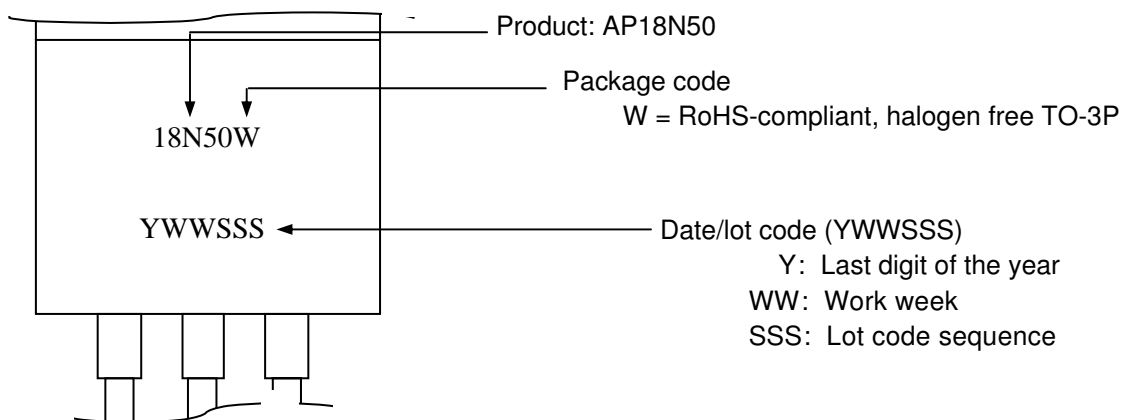 Product: AP18N50
Package code
W = RoHS-compliant, halogen free TO-3P
18N50W
YWWSSS
Date/lot code (YWWSSS)
Y: Last digit of the year
WW: Work week
SSS: Lot code sequence